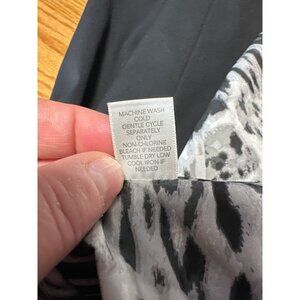 MACHINE WASH
COLD
GENTLE CYCLE
SEPARATELY
ONLY
NON-CHLORINE
BLEACH IF NEEDED
TUMBLE DRY LOW
COOL IRON IF
NEEDED